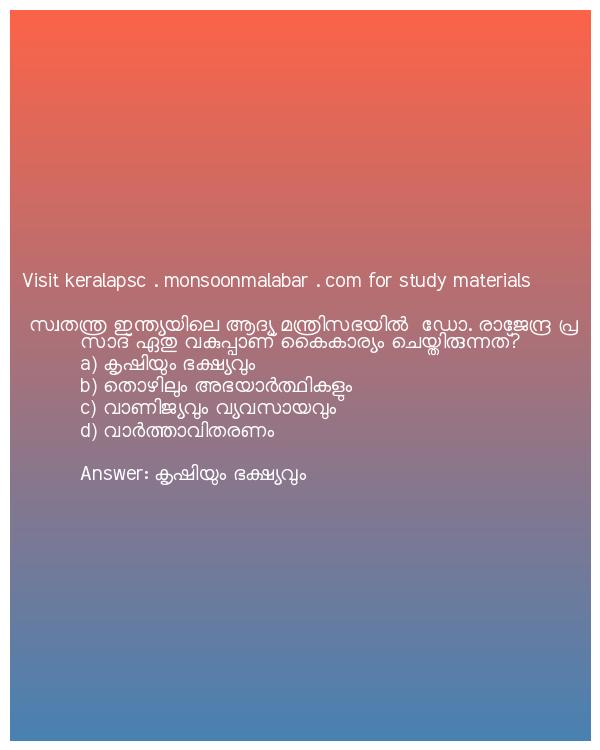 Visit keralapsc . monsoonmalabar . com for study materials
സ്വതന്ത്ര ഇന്ത്യയിലെ ആദ്യ മന്ത്രിസഭയിൽ ഡോ. രാജേന്ദ്ര പ്ര
സാദ് ഏതു വകുപ്പാണ് കൈകാര്യം ചെയ്തിരുന്നത്?
a) കൃഷിയും ഭക്ഷ്യവും
b) തൊഴിലും അഭയാർത്ഥികളും
c) വാണിജ്യവും വ്യവസായവും
d) വാർത്താവിതരണം
Answer: കൃഷിയും ഭക്ഷ്യവും